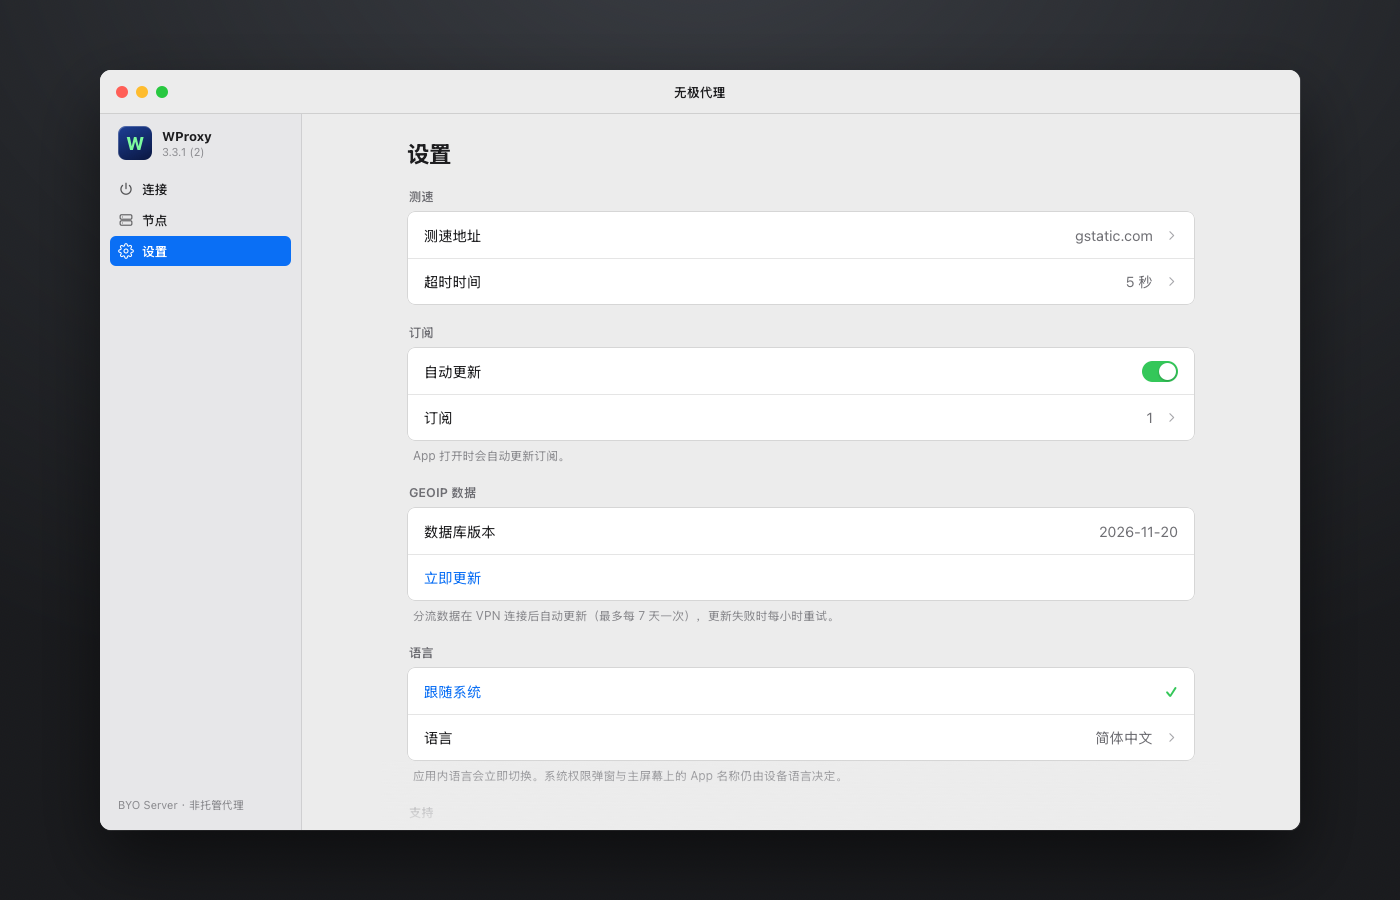 无极代理
W
WProxy
3.3.1 (2)
连接
节点
设置
BYO Server · 非托管代理
设置
测速
测速地址 gstatic.com
超时时间 5 秒
订阅
自动更新
订阅 1
App 打开时会自动更新订阅。
GEOIP 数据
数据库版本 2026-11-20
立即更新
分流数据在 VPN 连接后自动更新（最多每 7 天一次），更新失败时每小时重试。
语言
跟随系统
语言 简体中文
应用内语言会立即切换。系统权限弹窗与主屏幕上的 App 名称仍由设备语言决定。
支持